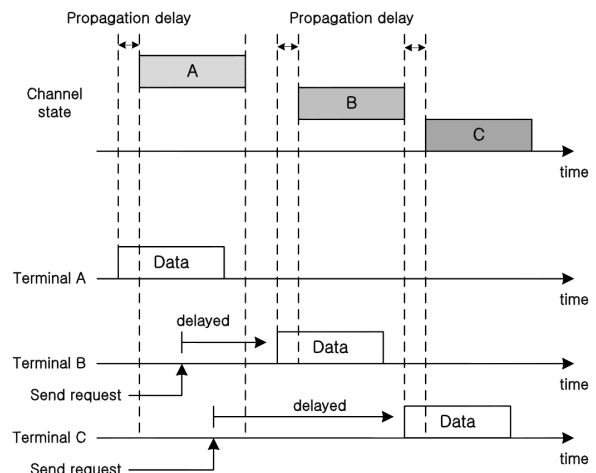 Propagation delay
Propagation delay
A
Channel
state
B
C
time
Data
Terminal A
time
delayed
Data
Terminal B
time
Send request
delayed
Data
Terminal C
time
Send request